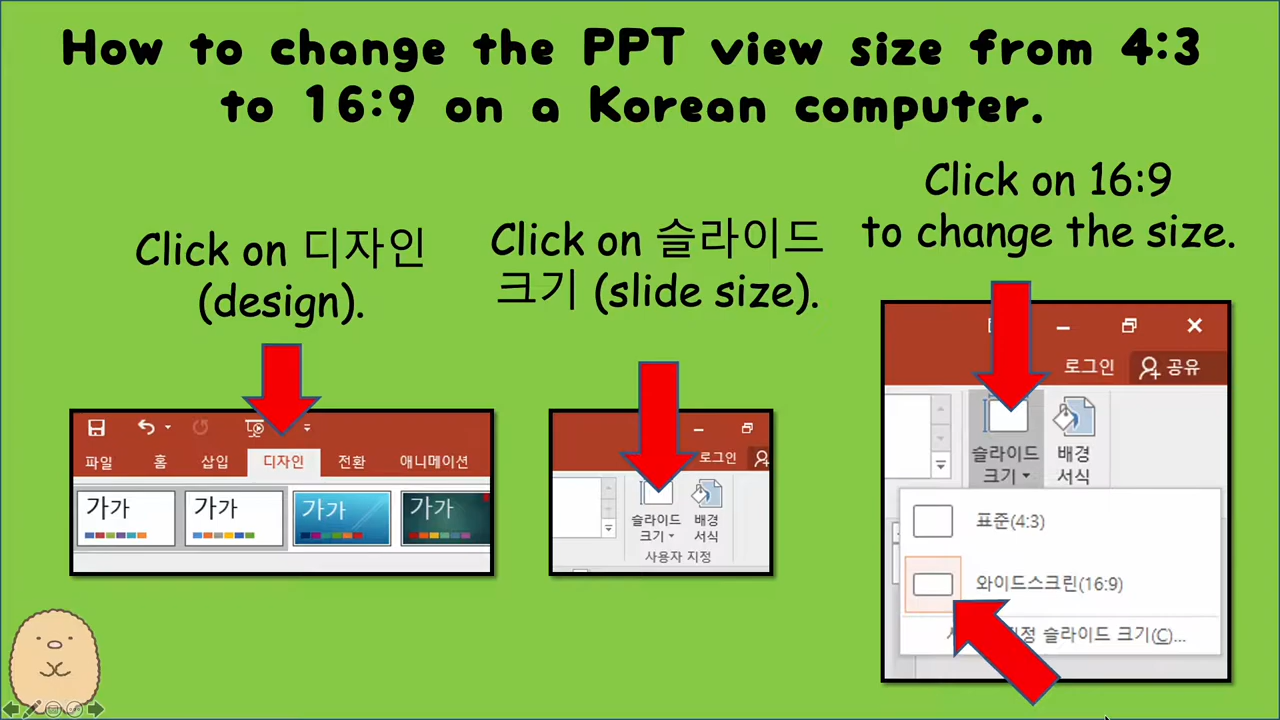 How to change the PPT view size from 4:3
to 16:9 on a Korean computer.
Click on 디자인
(design).
Click on 슬라이드
크기 (slide size).
Click on 16:9
to change the size.
파일 홈 삽입 디자인 전환 애니메이션
가가 가가 가가 가가
로그인
슬라이드 배경
크기 서식
사용자 지정
로그인 공유
슬라이드 배경
크기 서식
표준(4:3)
와이드스크린(16:9)
슬라이드 크기(C)...